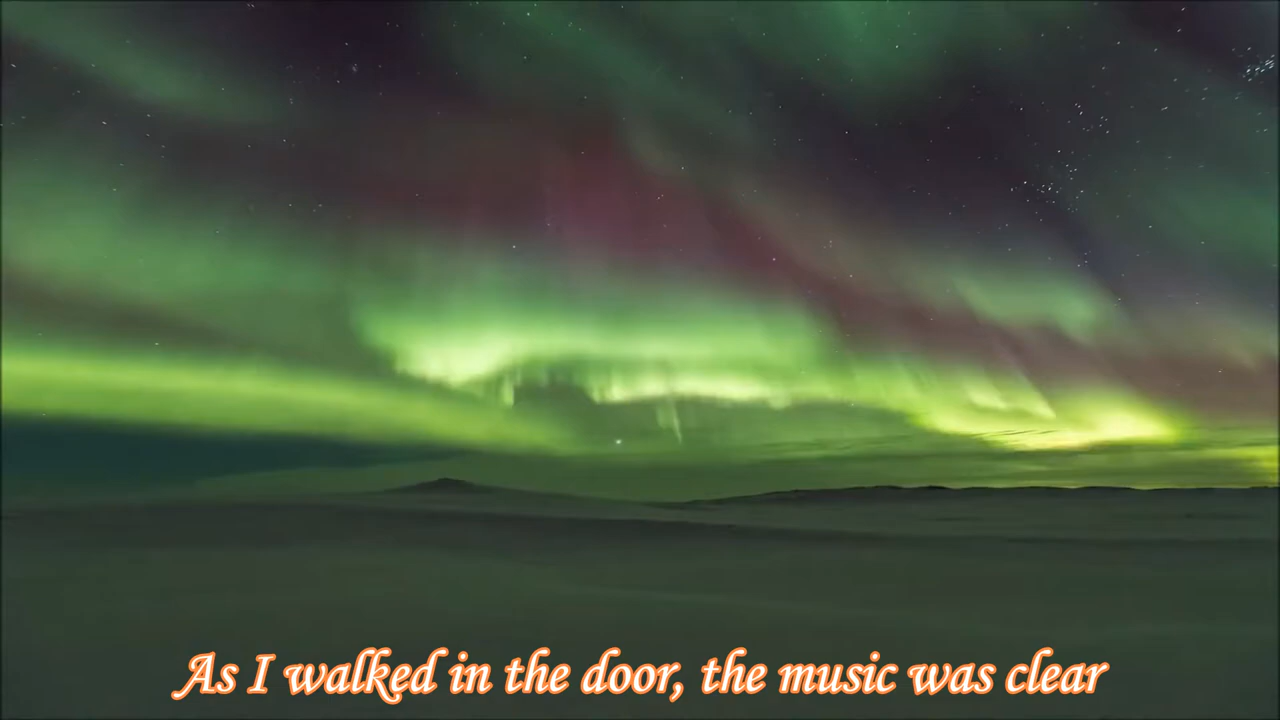 As I walked in the door, the music was clear